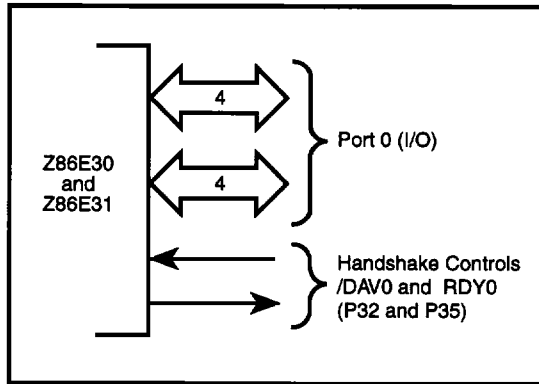 Z86E30
and
Z86E31
4
4
Port 0 (I/O)
Handshake Controls
/DAV0 and RDY0
(P32 and P35)